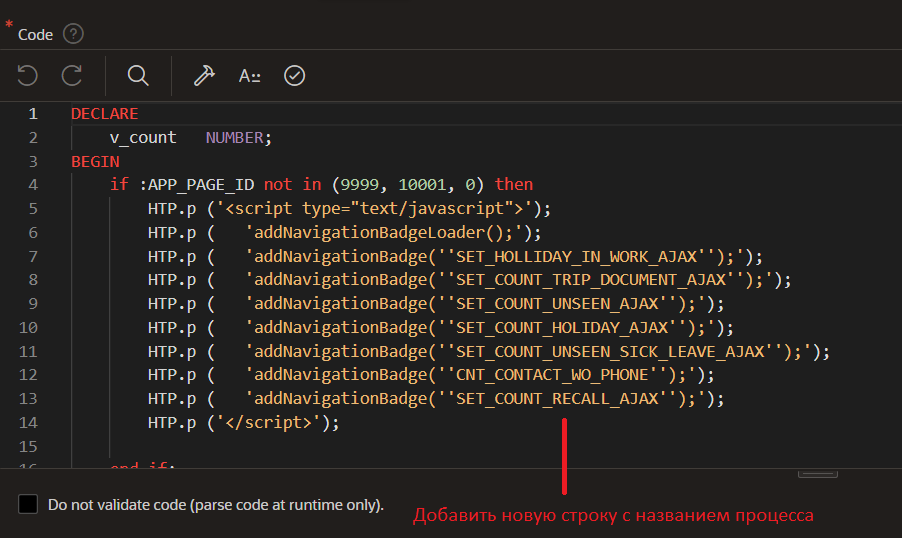 * Code ?
A::
1 DECLARE
2 v_count NUMBER;
3 BEGIN
4 if :APP_PAGE_ID not in (9999, 10001, 0) then
5 HTP.p ('<script type="text/javascript">');
6 HTP.p ( 'addNavigationBadgeLoader();');
7 HTP.p ( 'addNavigationBadge(''SET_HOLLIDAY_IN_WORK_AJAX'');');
8 HTP.p ( 'addNavigationBadge(''SET_COUNT_TRIP_DOCUMENT_AJAX'');');
9 HTP.p ( 'addNavigationBadge(''SET_COUNT_UNSEEN_AJAX'');');
10 HTP.p ( 'addNavigationBadge(''SET_COUNT_HOLIDAY_AJAX'');');
11 HTP.p ( 'addNavigationBadge(''SET_COUNT_UNSEEN_SICK_LEAVE_AJAX'');');
12 HTP.p ( 'addNavigationBadge(''CNT_CONTACT_WO_PHONE'');');
13 HTP.p ( 'addNavigationBadge(''SET_COUNT_RECALL_AJAX'');');
14 HTP.p ('</script>');
15
16 end if;
Do not validate code (parse code at runtime only).
Добавить новую строку с названием процесса